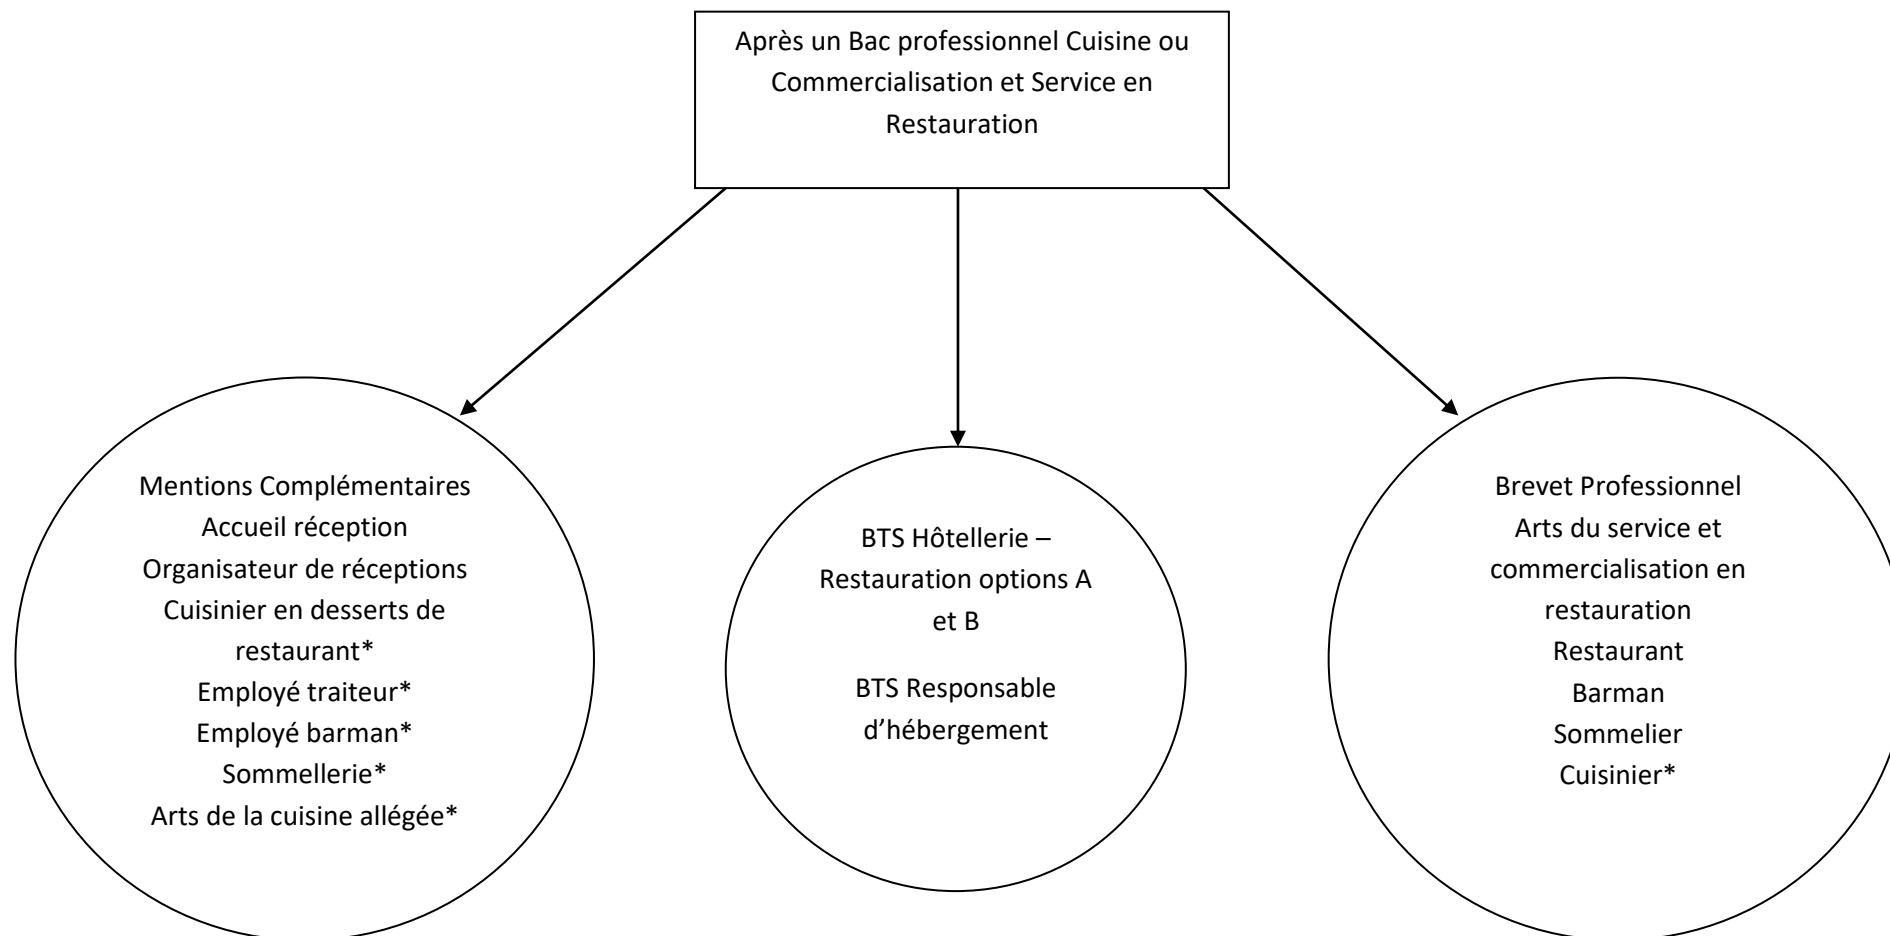 Après un Bac professionnel Cuisine ou
Commercialisation et Service en
Restauration
Mentions Complémentaires
Accueil réception
Organisateur de réceptions
Cuisinier en desserts de
restaurant*
Employé traiteur*
Employé barman*
Sommellerie*
Arts de la cuisine allégée*
BTS Hôtellerie –
Restauration options A
et B
BTS Responsable
d’hébergement
Brevet Professionnel
Arts du service et
commercialisation en
restauration
Restaurant
Barman
Sommelier
Cuisinier*